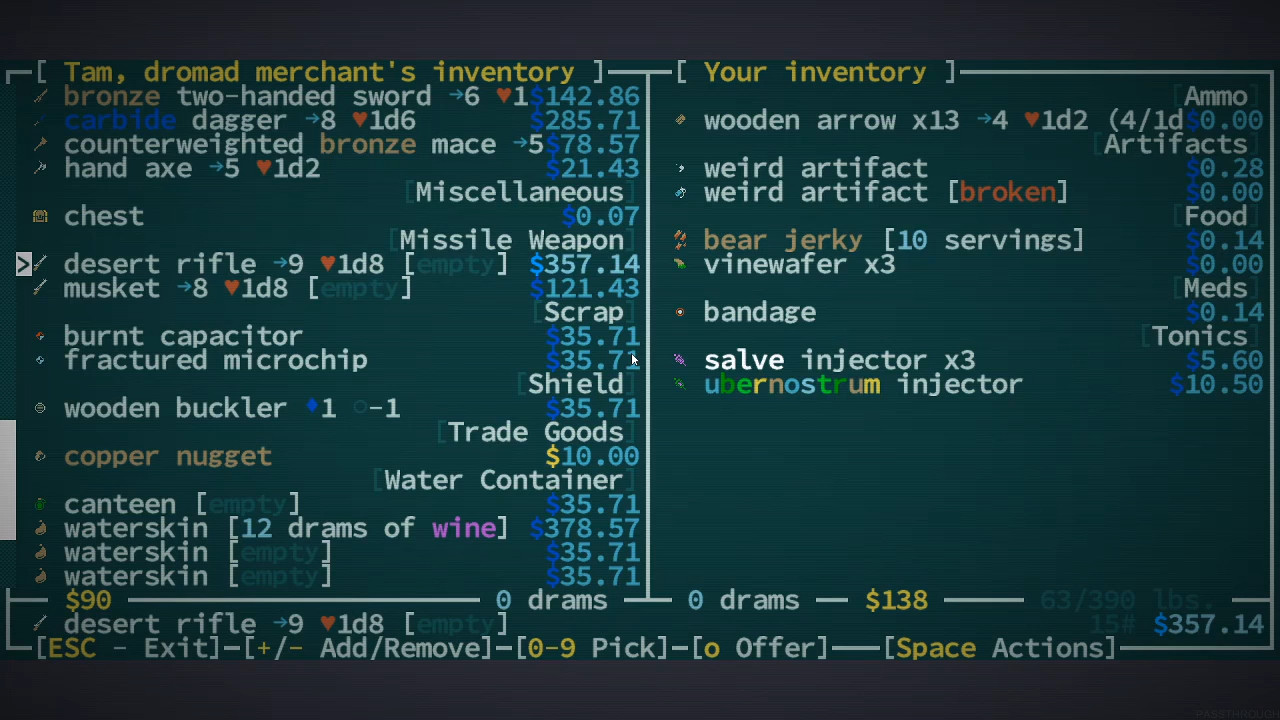 [ Tam, dromad merchant's inventory ] [ Your inventory ]
bronze two-handed sword →6 ♥1$142.86 [Ammo]
carbide dagger →8 ♥1d6 $285.71 wooden arrow x13 →4 ♥1d2 (4/1d$0.00
counterweighted bronze mace →5$78.57 [Artifacts]
hand axe →5 ♥1d2 $21.43 weird artifact $0.28
[Miscellaneous] weird artifact [broken] $0.00
chest $0.07 [Food]
[Missile Weapon] bear jerky [10 servings] $0.14
> desert rifle →9 ♥1d8 [empty] $357.14 vinewafer x3 $0.00
musket →8 ♥1d8 [empty] $121.43 [Meds]
[Scrap] bandage $0.14
burnt capacitor $35.71 [Tonics]
fractured microchip $35.71 salve injector x3 $5.60
[Shield] ubernostrum injector $10.50
wooden buckler ♦1 ○-1 $35.71
[Trade Goods]
copper nugget $10.00
[Water Container]
canteen [empty] $35.71
waterskin [12 drams of wine] $378.57
waterskin [empty] $35.71
waterskin [empty] $35.71
$90 0 drams 0 drams $138 63/390 lbs.
desert rifle →9 ♥1d8 [empty] 15# $357.14
[ESC - Exit] [+/- Add/Remove] [0-9 Pick] [o Offer] [Space Actions]